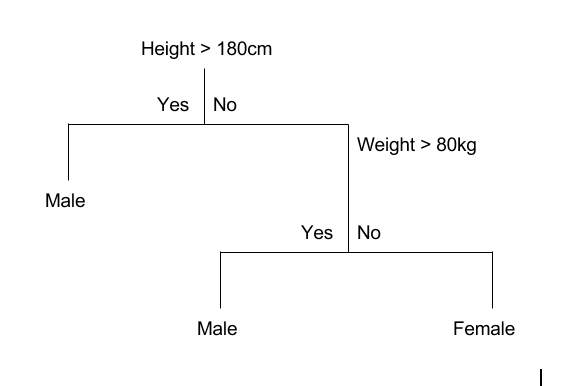 Height > 180cm
Yes No
Weight > 80kg
Male
Yes No
Male Female